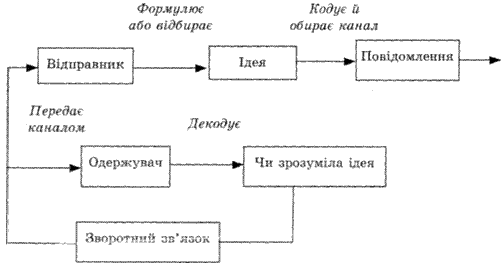 Формулює
або відбирає
Кодує й
обирає канал
Відправник
Ідея
Повідомлення
Передає
каналом
Декодує
Одержувач
Чи зрозуміла ідея
Зворотний зв'язок